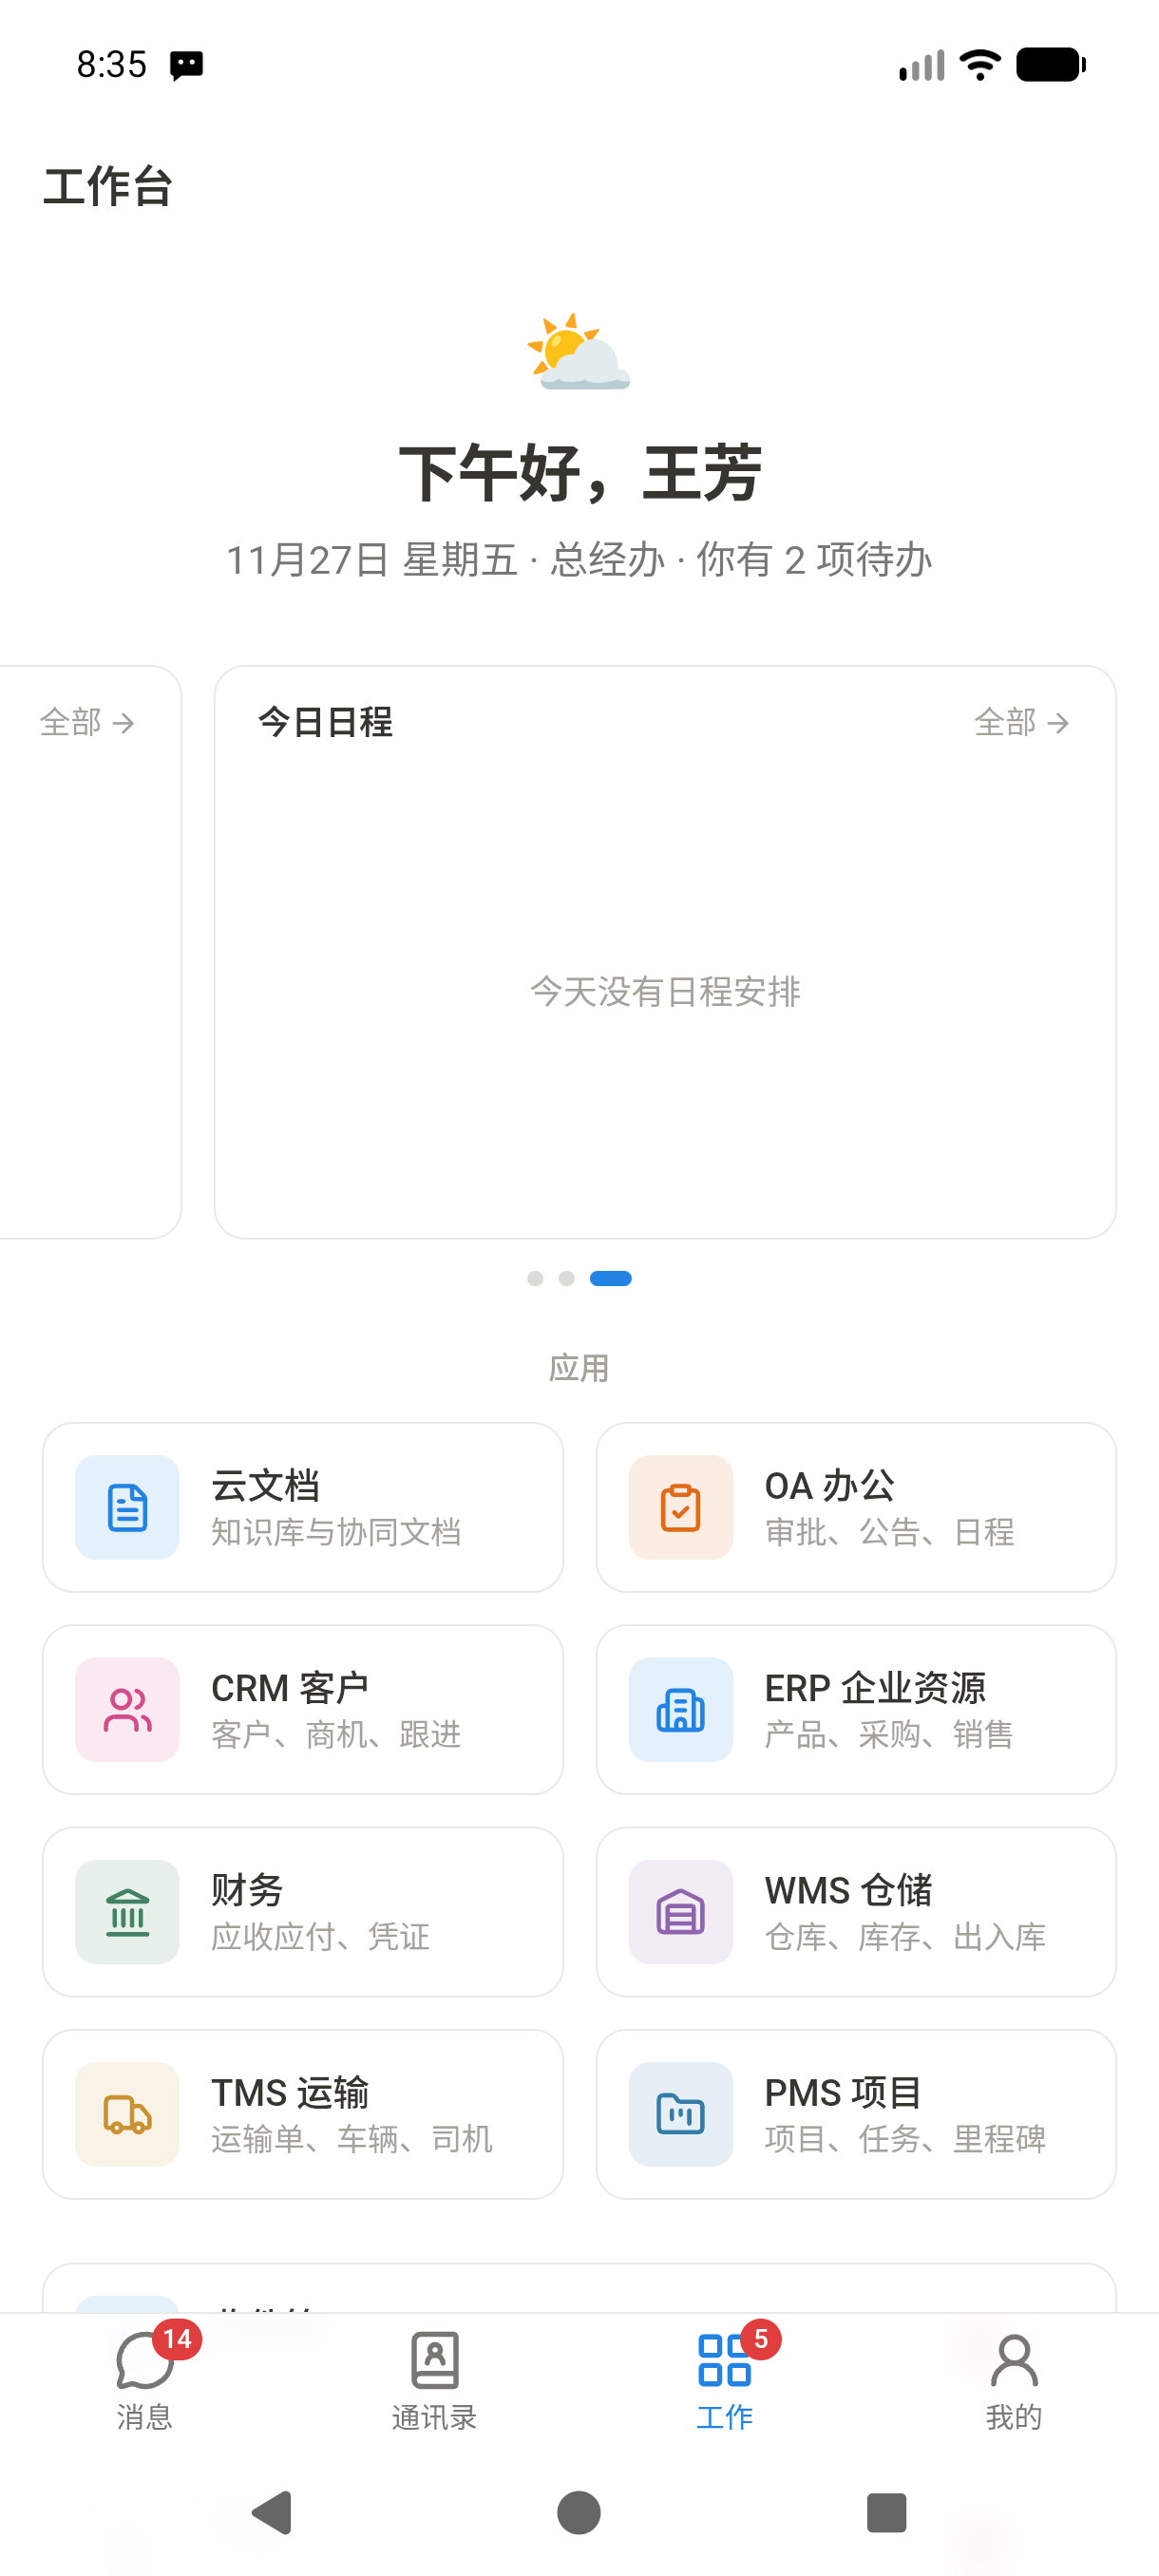 8:35
工作台
下午好，王芳
11月27日 星期五 · 总经办 · 你有 2 项待办
全部
今日日程
全部
今天没有日程安排
应用
云文档
知识库与协同文档
OA 办公
审批、公告、日程
CRM 客户
客户、商机、跟进
ERP 企业资源
产品、采购、销售
财务
应收应付、凭证
WMS 仓储
仓库、库存、出入库
TMS 运输
运输单、车辆、司机
PMS 项目
项目、任务、里程碑
14
消息
通讯录
5
工作
我的